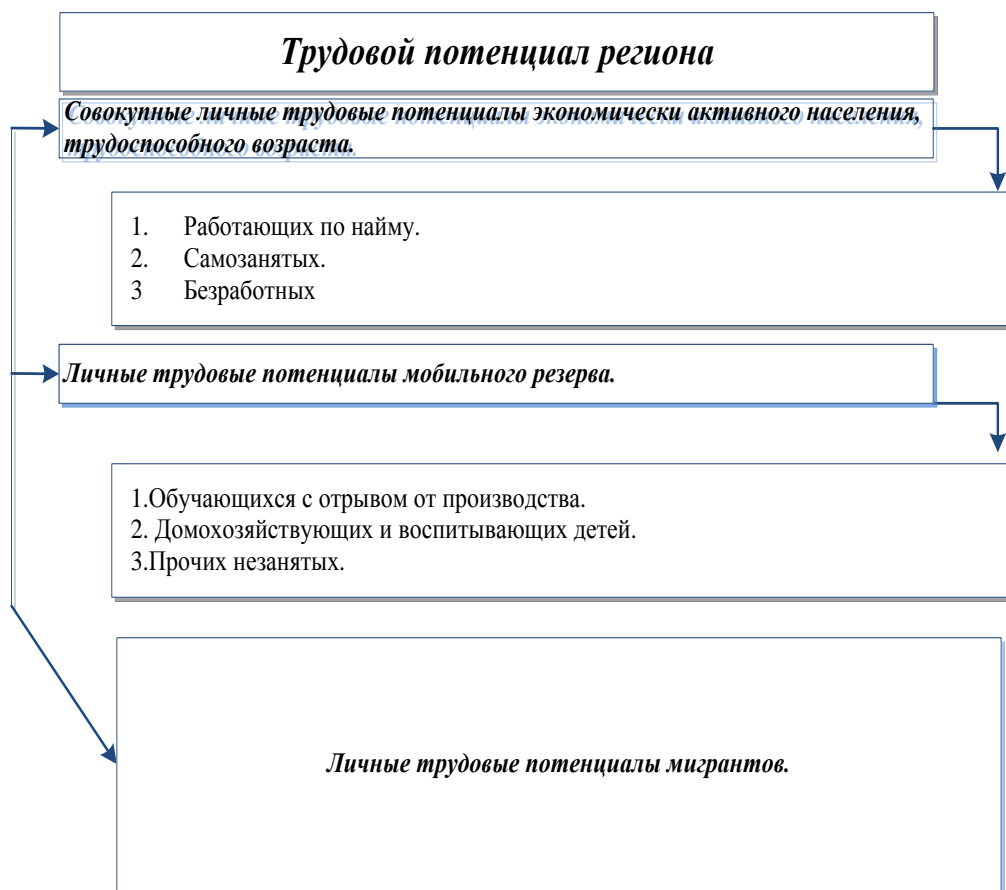 Трудовой потенциал региона
Совокупные личные трудовые потенциалы экономически активного населения,
трудоспособного возраста.
1. Работающих по найму.
2. Самозанятых.
3 Безработных
Личные трудовые потенциалы мобильного резерва.
1.Обучающихся с отрывом от производства.
2. Домохозяйствующих и воспитывающих детей.
3.Прочих незанятых.
Личные трудовые потенциалы мигрантов.